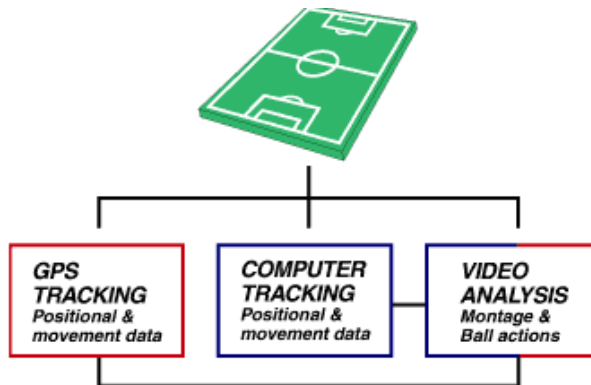 GPS
TRACKING
Positional &
movement data
COMPUTER
TRACKING
Positional &
movement data
VIDEO
ANALYSIS
Montage &
Ball actions